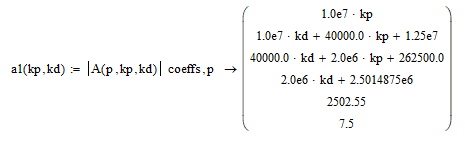 1.0e7 · kp
1.0e7 · kd + 40000.0 · kp + 1.25e7
a1(kp,kd) := |A(p,kp,kd)| coeffs,p → 40000.0 · kd + 2.0e6 · kp + 262500.0
2.0e6 · kd + 2.5014875e6
2502.55
7.5